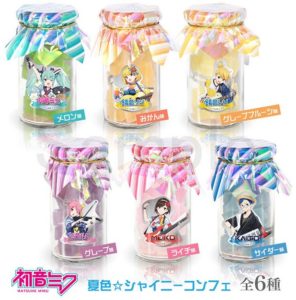 メロン味
みかん味
グレープフルーツ味
グレープ味
ライチ味
サイダー味
初音ミク
HATSUNE MIKU
夏色☆シャイニーコンフェ
全6種